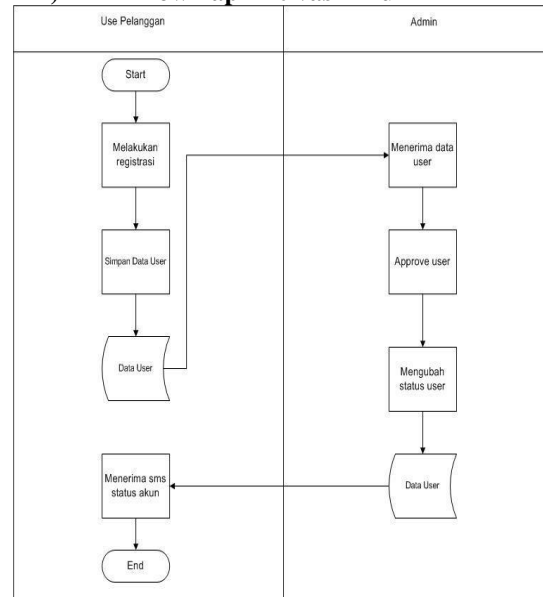 Use Pelanggan
Admin
Start
Melakukan
registrasi
Simpan Data User
Data User
Menerima data
user
Approve user
Mengubah
status user
Data User
Menerima sms
status akun
End